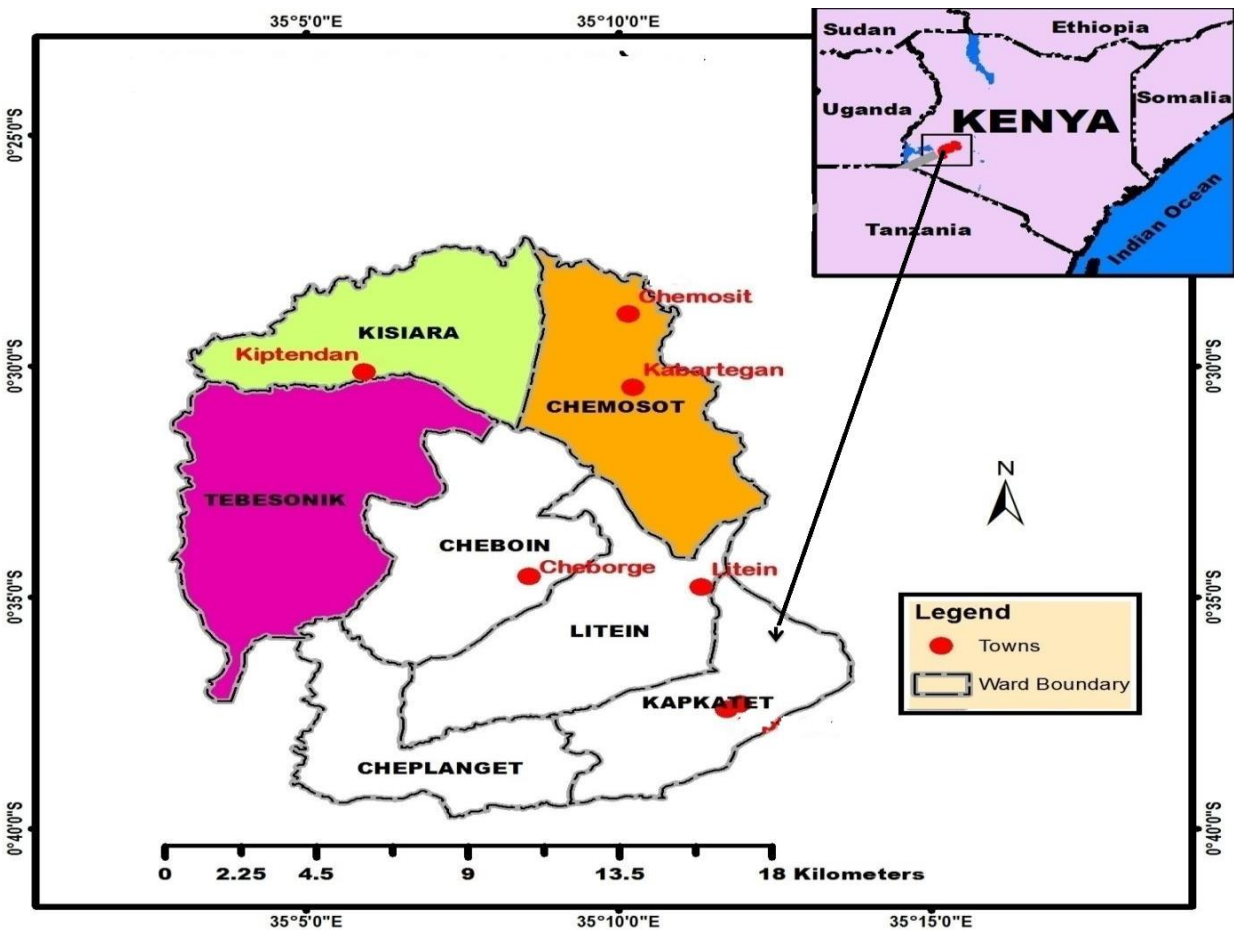 35°5'0"E
35°10'0"E
Sudan
Ethiopia
Uganda
KENYA
Somalia
Tanzania
Indian Ocean
0°25'0"S
Chemosit
KISIARA
Kiptendan
0°30'0"S
0°30'0"S
Kabartegan
CHEMOSOT
N
TEBESONIK
CHEBOIN
Cheborge
Litein
0°35'0"S
0°35'0"S
LITEIN
Legend
Towns
Ward Boundary
KAPKATET
CHEPLANGET
0°40'0"S
0°40'0"S
0 2.25 4.5 9 13.5 18 Kilometers
35°5'0"E
35°10'0"E
35°15'0"E